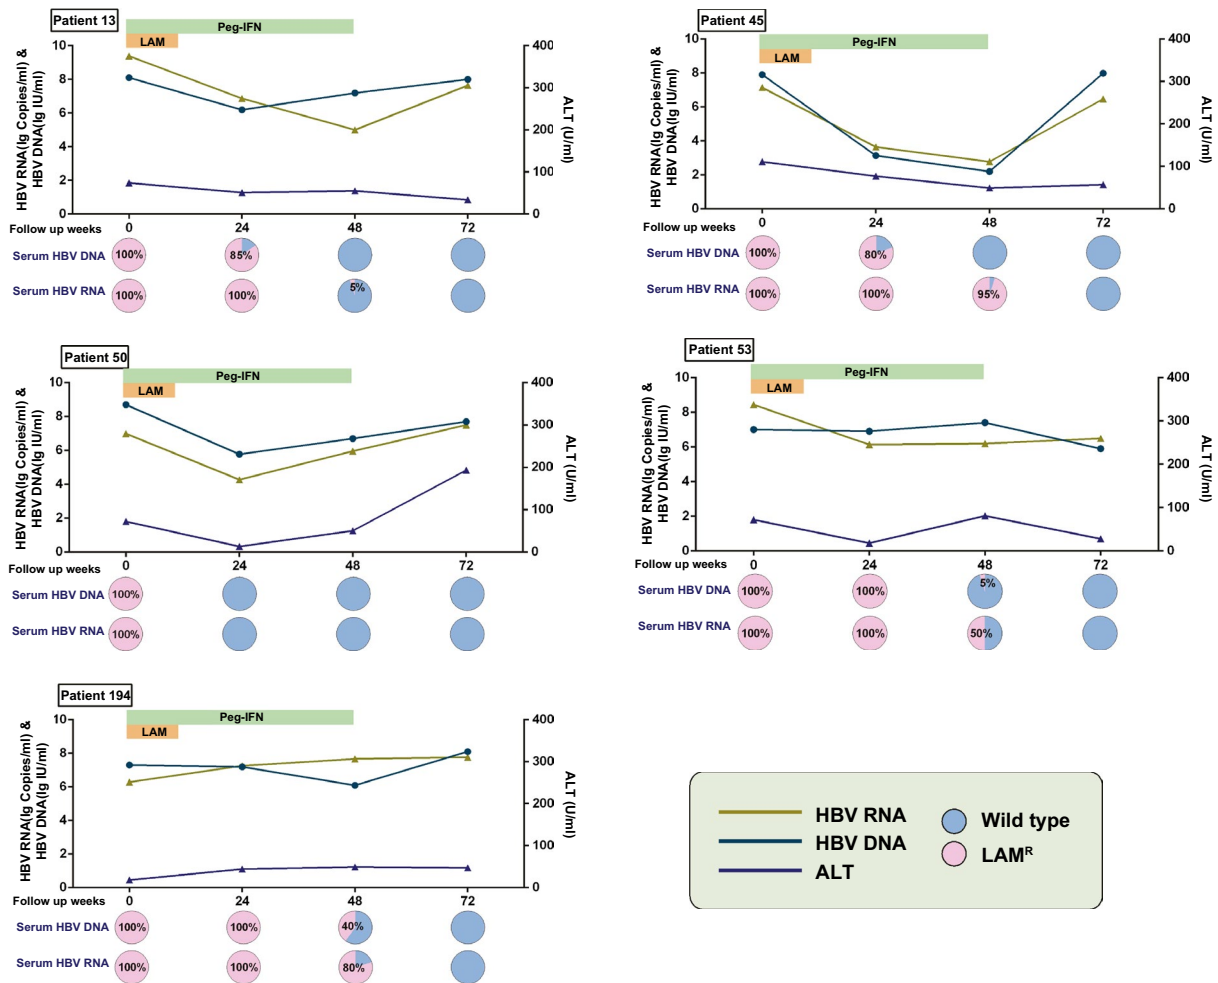 Patient 13
Peg-IFN
LAM
HBV RNA(lg Copies/ml) &
HBV DNA(lg IU/ml)
10
8
6
4
2
0
400
300
200
100
0
ALT (U/ml)
Follow up weeks 0 24 48 72
Serum HBV DNA 100% 85%
Serum HBV RNA 100% 100% 5%
Patient 45
Peg-IFN
LAM
HBV RNA(lg Copies/ml) &
HBV DNA(lg IU/ml)
10
8
6
4
2
0
400
300
200
100
0
ALT (U/ml)
Follow up weeks 0 24 48 72
Serum HBV DNA 100% 80%
Serum HBV RNA 100% 100% 95%
Patient 50
Peg-IFN
LAM
HBV RNA(lg Copies/ml) &
HBV DNA(lg IU/ml)
10
8
6
4
2
0
400
300
200
100
0
ALT (U/ml)
Follow up weeks 0 24 48 72
Serum HBV DNA 100%
Serum HBV RNA 100%
Patient 53
Peg-IFN
LAM
HBV RNA(lg Copies/ml) &
HBV DNA(lg IU/ml)
10
8
6
4
2
0
400
300
200
100
0
ALT (U/ml)
Follow up weeks 0 24 48 72
Serum HBV DNA 100% 100% 5%
Serum HBV RNA 100% 100% 50%
Patient 194
Peg-IFN
LAM
HBV RNA(lg Copies/ml) &
HBV DNA(lg IU/ml)
10
8
6
4
2
0
400
300
200
100
0
ALT (U/ml)
Follow up weeks 0 24 48 72
Serum HBV DNA 100% 100% 40%
Serum HBV RNA 100% 100% 80%
HBV RNA
HBV DNA
ALT
Wild type
LAMᴿ